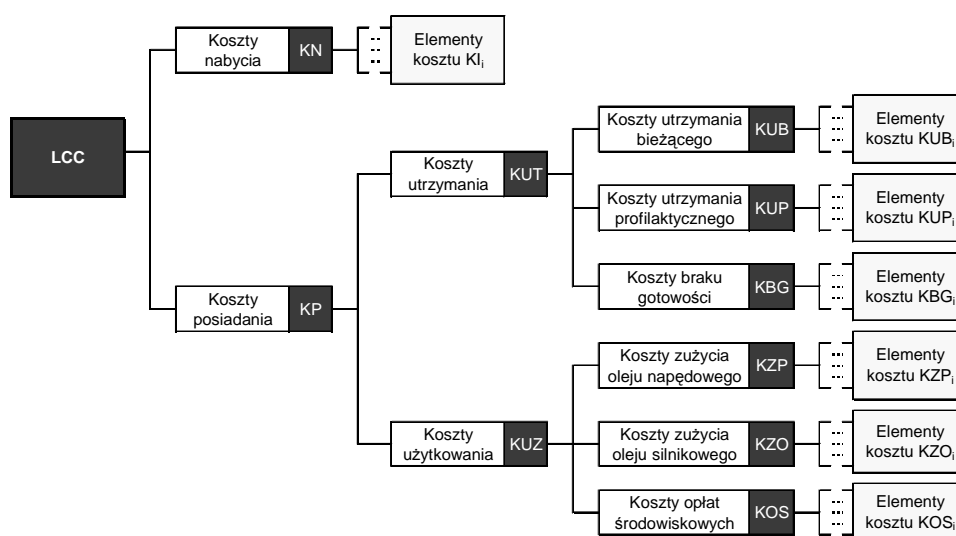 LCC
Koszty
nabycia
KN
Elementy
kosztu KIi
Koszty
posiadania
KP
Koszty
utrzymania
KUT
Koszty utrzymania
bieżącego
KUB
Elementy
kosztu KUBi
Koszty utrzymania
profilaktycznego
KUP
Elementy
kosztu KUPi
Koszty braku
gotowości
KBG
Elementy
kosztu KBGi
Koszty
użytkowania
KUZ
Koszty zużycia
oleju napędowego
KZP
Elementy
kosztu KZPi
Koszty zużycia
oleju silnikowego
KZO
Elementy
kosztu KZOi
Koszty opłat
środowiskowych
KOS
Elementy
kosztu KOSi